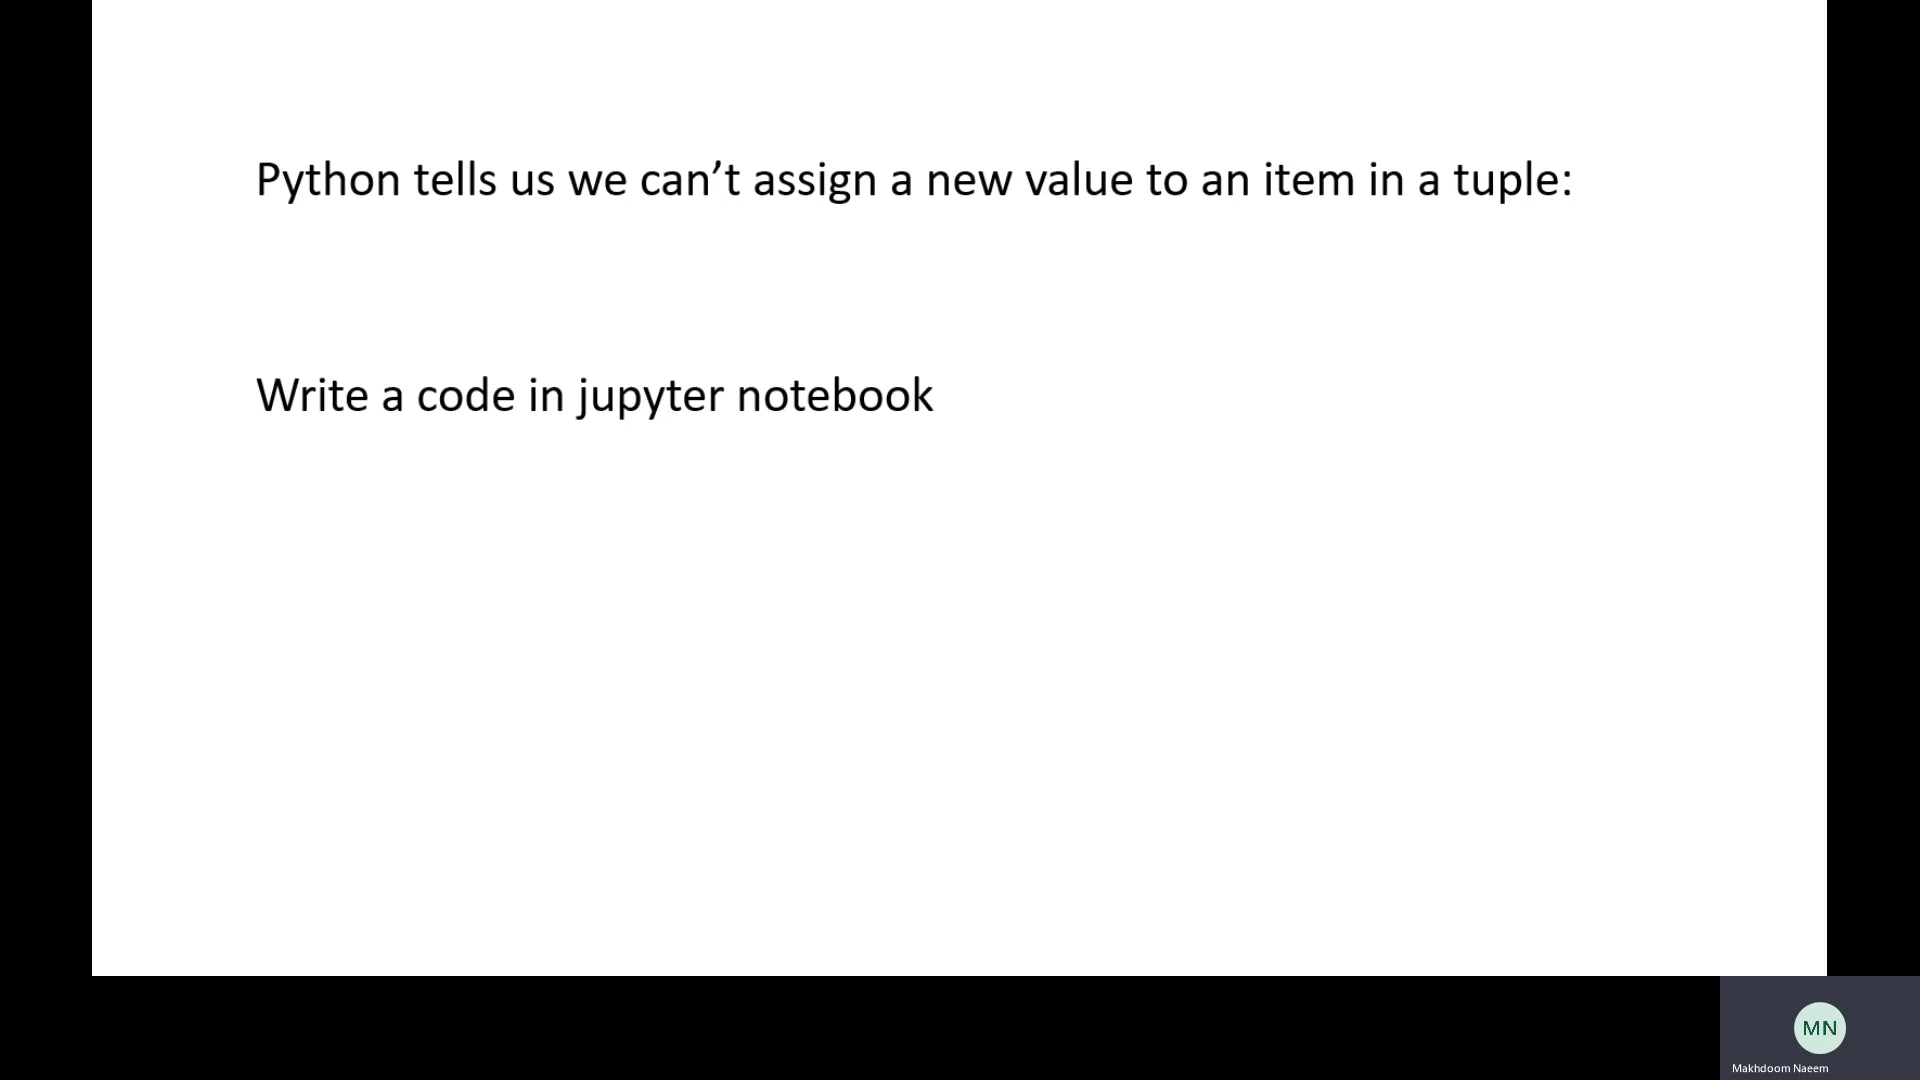 Python tells us we can’t assign a new value to an item in a tuple:
Write a code in jupyter notebook
MN
Makhdoom Naeem